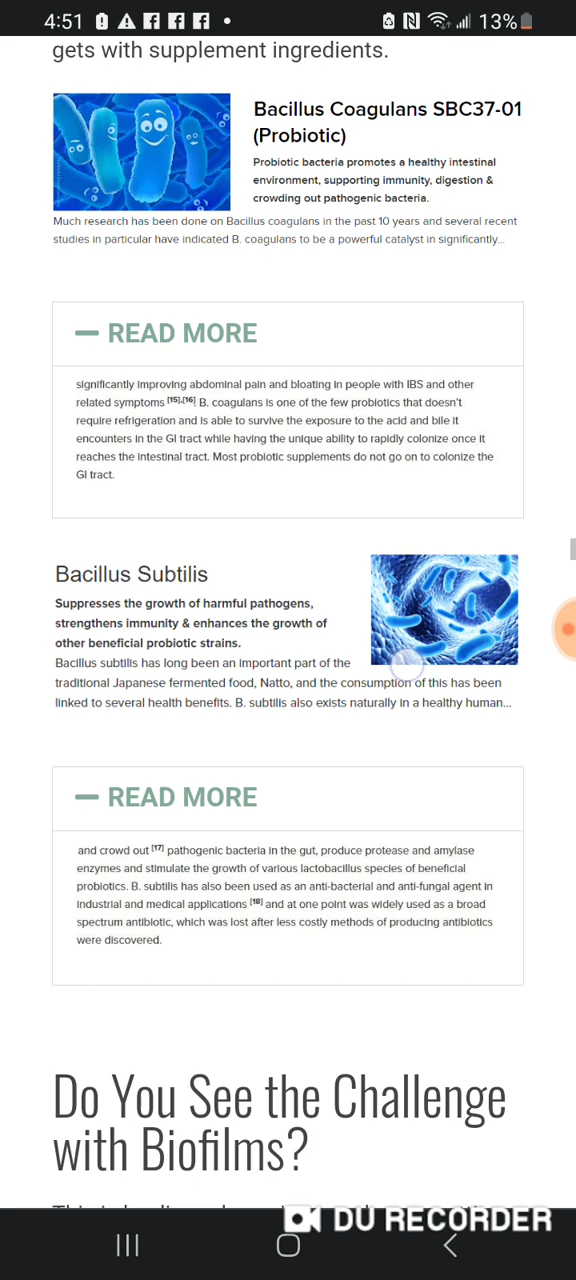 4:51
13%
gets with supplement ingredients.
Bacillus Coagulans SBC37-01
(Probiotic)
Probiotic bacteria promotes a healthy intestinal
environment, supporting immunity, digestion &
crowding out pathogenic bacteria.
Much research has been done on Bacillus coagulans in the past 10 years and several recent
studies in particular have indicated B. coagulans to be a powerful catalyst in significantly...
READ MORE
significantly improving abdominal pain and bloating in people with IBS and other
related symptoms [15],[16]. B. coagulans is one of the few probiotics that doesn't
require refrigeration and is able to survive the exposure to the acid and bile it
encounters in the GI tract while having the unique ability to rapidly colonize once it
reaches the intestinal tract. Most probiotic supplements do not go on to colonize the
GI tract.
Bacillus Subtilis
Suppresses the growth of harmful pathogens,
strengthens immunity & enhances the growth of
other beneficial probiotic strains.
Bacillus subtilis has long been an important part of the
traditional Japanese fermented food, Natto, and the consumption of this has been
linked to several health benefits. B. subtilis also exists naturally in a healthy human...
READ MORE
and crowd out [17] pathogenic bacteria in the gut, produce protease and amylase
enzymes and stimulate the growth of various lactobacillus species of beneficial
probiotics. B. subtilis has also been used as an anti-bacterial and anti-fungal agent in
industrial and medical applications [18] and at one point was widely used as a broad
spectrum antibiotic, which was lost after less costly methods of producing antibiotics
were discovered.
Do You See the Challenge
with Biofilms?
DU RECORDER